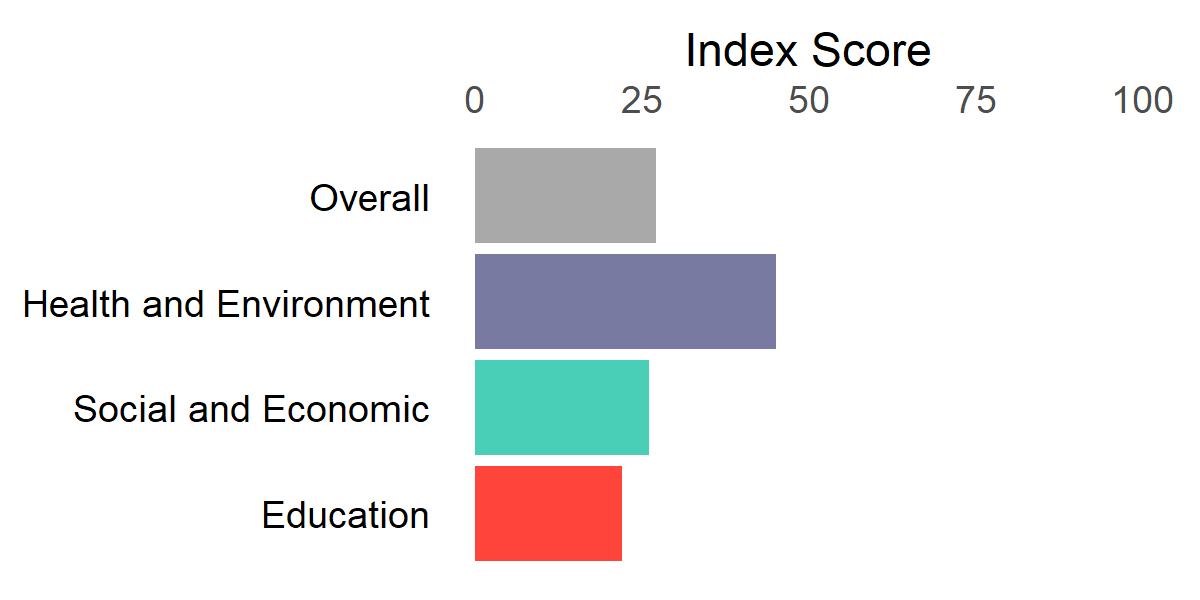 Index Score
0 25 50 75 100
Overall
Health and Environment
Social and Economic
Education